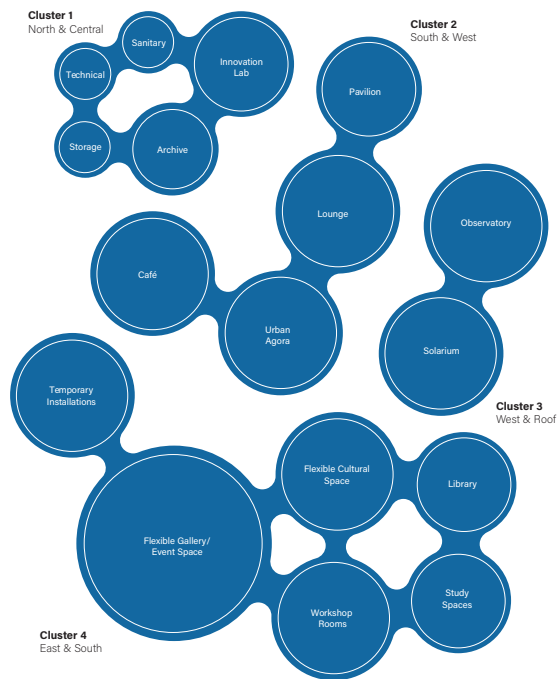 Cluster 1
North & Central
Sanitary
Innovation
Lab
Technical
Storage
Archive
Cluster 2
South & West
Pavilion
Lounge
Café
Urban
Agora
Observatory
Solarium
Cluster 3
West & Roof
Temporary
Installations
Flexible Gallery/
Event Space
Flexible Cultural
Space
Library
Workshop
Rooms
Study
Spaces
Cluster 4
East & South